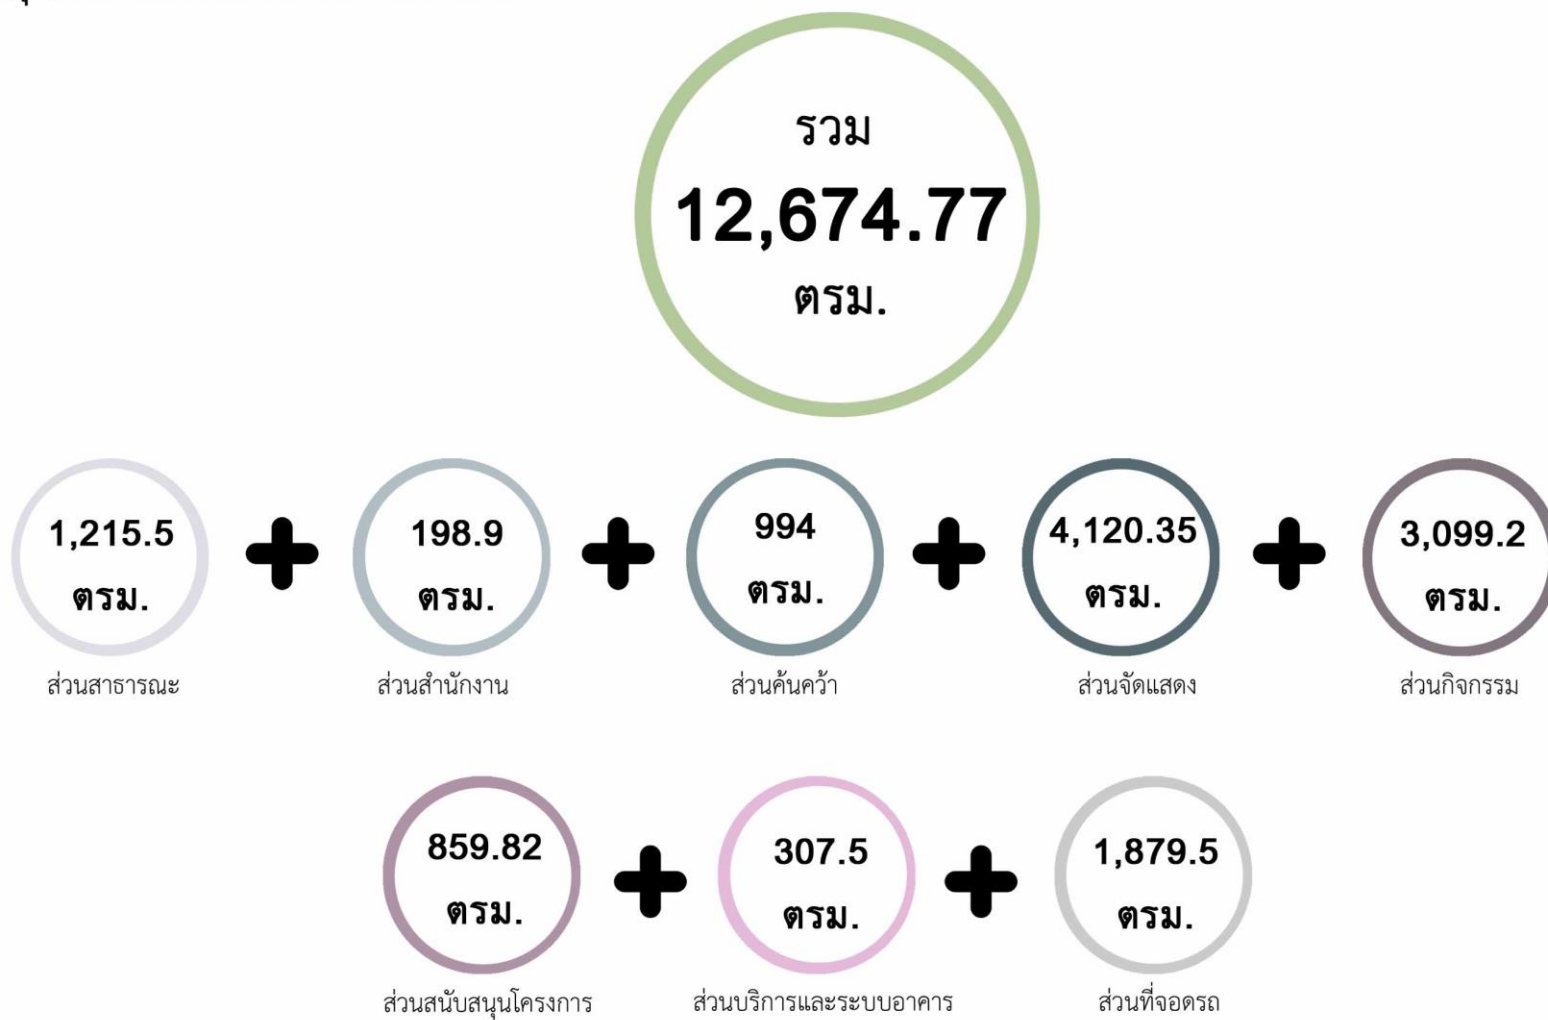 รวม
12,674.77
ตรม.
1,215.5
ตรม.
ส่วนสาธารณะ
198.9
ตรม.
ส่วนสำนักงาน
994
ตรม.
ส่วนค้นคว้า
4,120.35
ตรม.
ส่วนจัดแสดง
3,099.2
ตรม.
ส่วนกิจกรรม
859.82
ตรม.
ส่วนสนับสนุนโครงการ
307.5
ตรม.
ส่วนบริการและระบบอาคาร
1,879.5
ตรม.
ส่วนที่จอดรถ